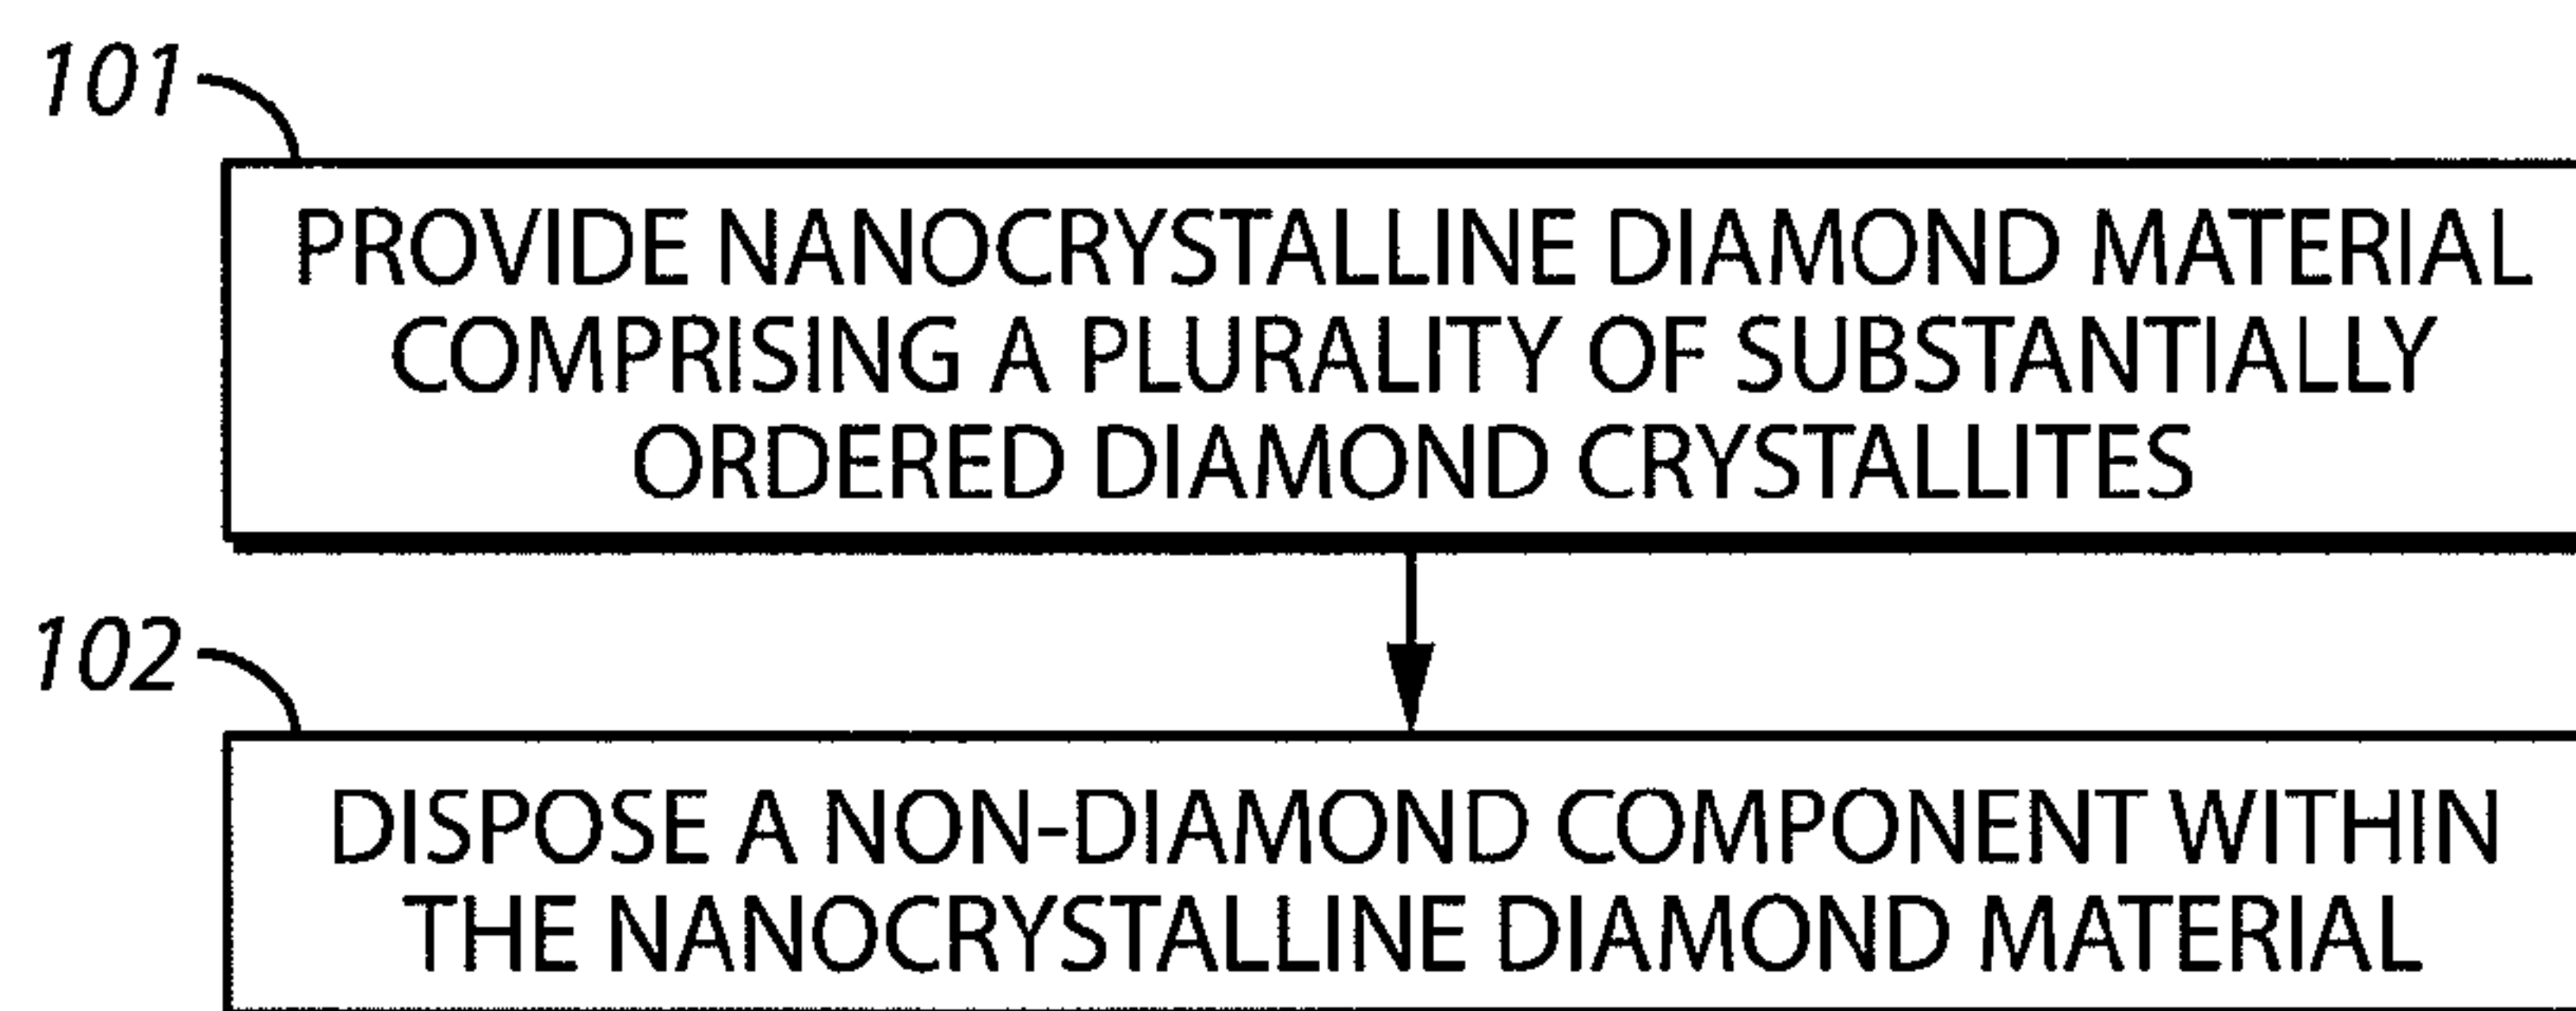 101
PROVIDE NANOCRYSTALLINE DIAMOND MATERIAL
COMPRISING A PLURALITY OF SUBSTANTIALLY
ORDERED DIAMOND CRYSTALLITES
102
DISPOSE A NON-DIAMOND COMPONENT WITHIN
THE NANOCRYSTALLINE DIAMOND MATERIAL